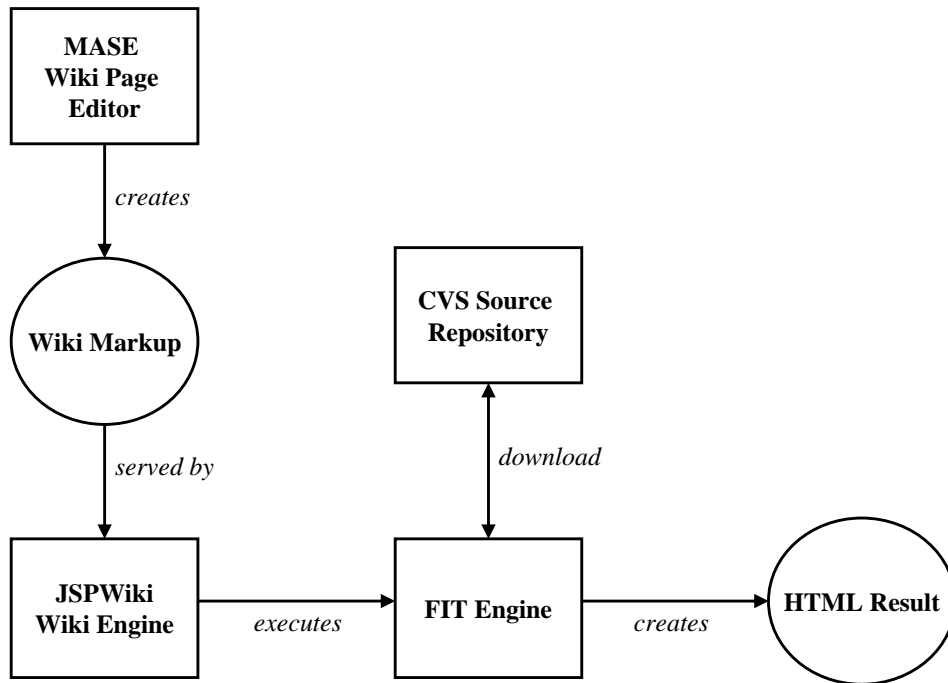 MASE
Wiki Page
Editor
creates
Wiki Markup
CVS Source
Repository
served by
download
JSPWiki
Wiki Engine
executes
FIT Engine
creates
HTML Result